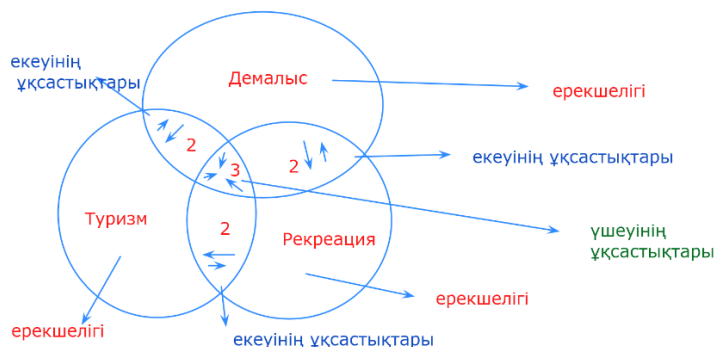 екеуінің
ұқсастықтары
Демалыс
ерекшелігі
2
3
2
екеуінің ұқсастықтары
Туризм
2
Рекреация
үшеуінің
ұқсастықтары
ерекшелігі
ерекшелігі
екеуінің ұқсастықтары